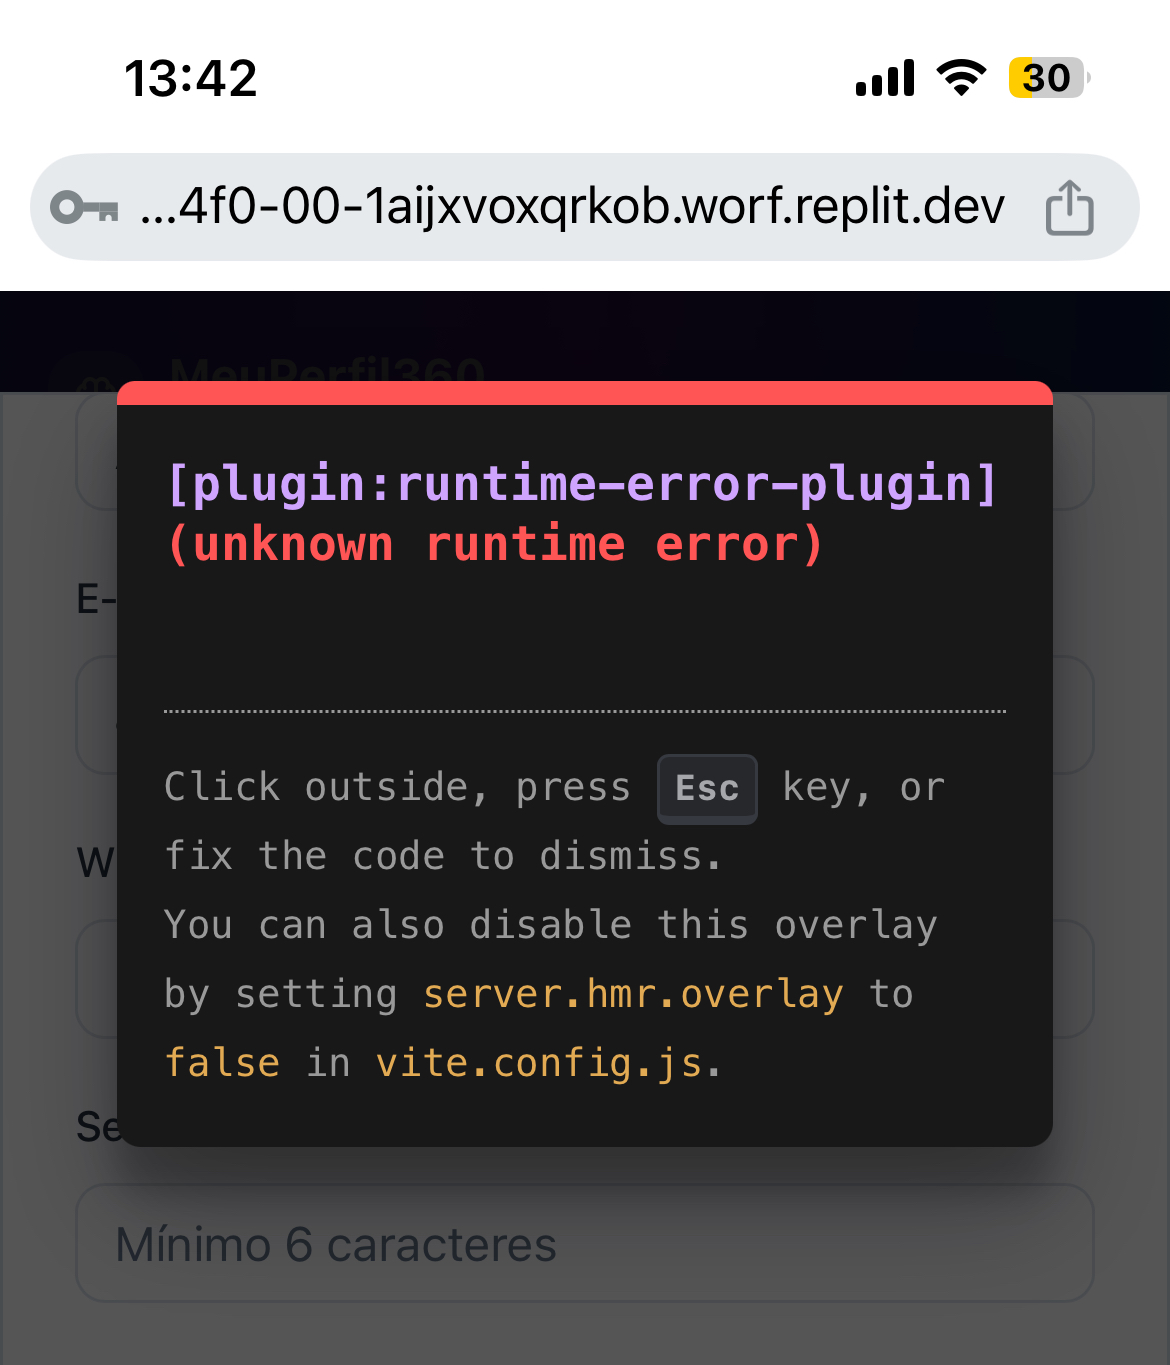 13:42
30
...4f0-00-1aijxvoxqrkob.worf.replit.dev
MeuPerfil360
[plugin:runtime-error-plugin]
(unknown runtime error)
E-
Click outside, press Esc key, or
fix the code to dismiss.
W
You can also disable this overlay
by setting server.hmr.overlay to
false in vite.config.js.
Se
Mínimo 6 caracteres